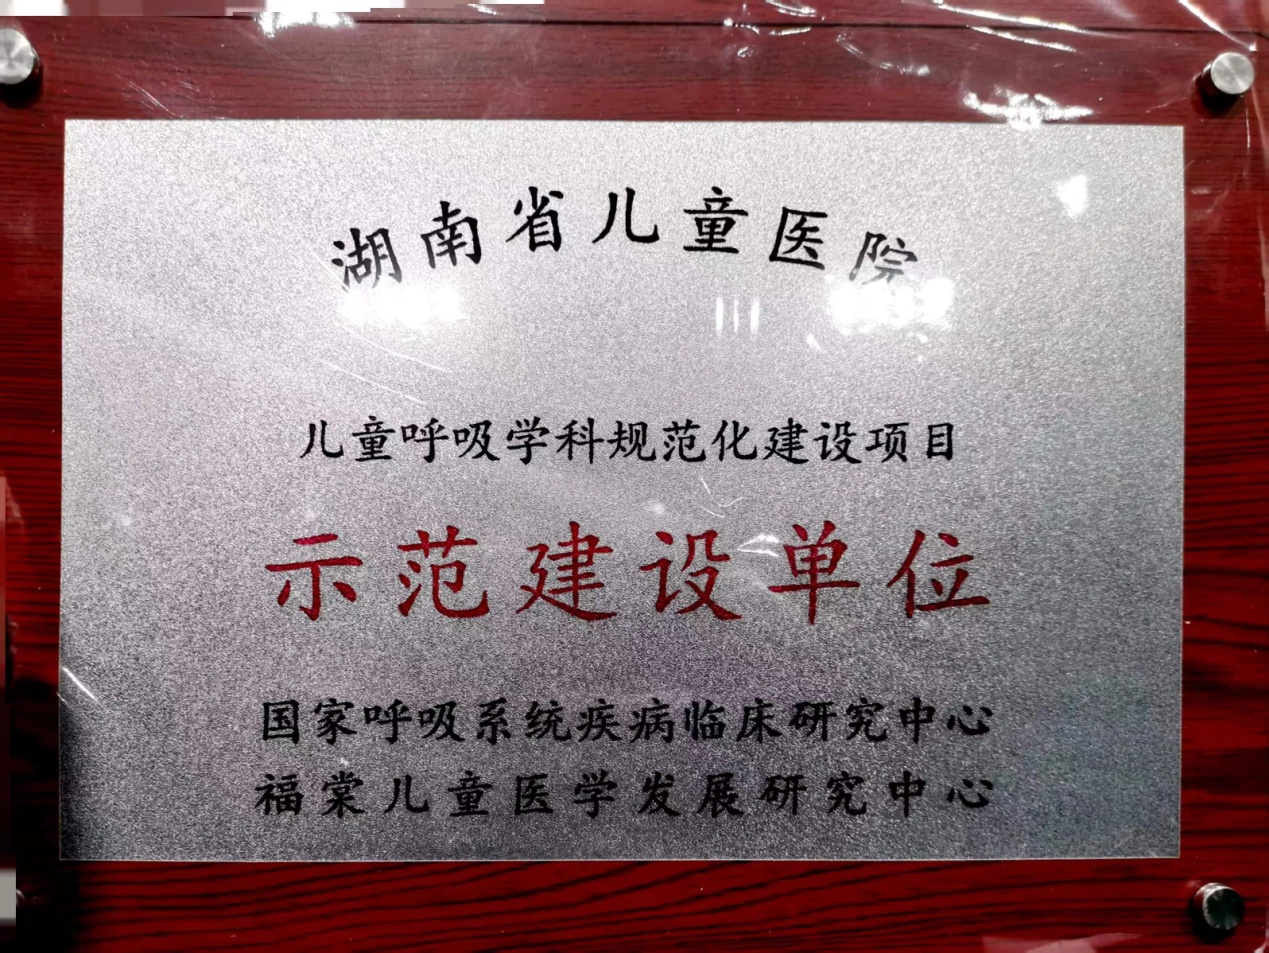 湖南省儿童医院
儿童呼吸学科规范化建设项目
示范建设单位
国家呼吸系统疾病临床研究中心
福棠儿童医学发展研究中心